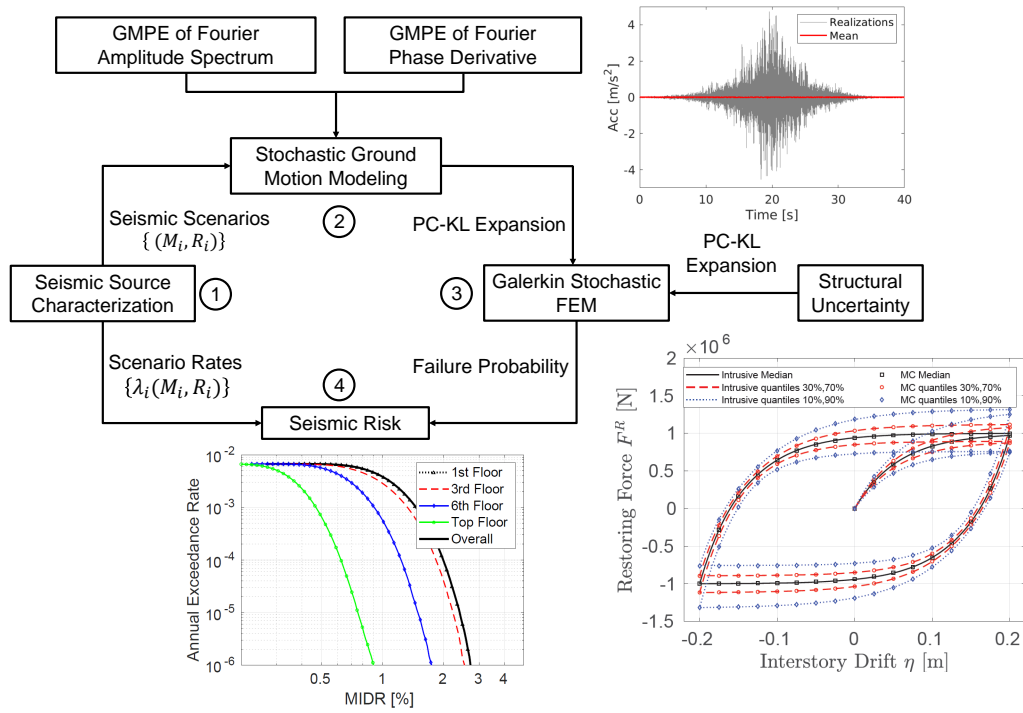 GMPE of Fourier
Amplitude Spectrum
GMPE of Fourier
Phase Derivative
Stochastic Ground
Motion Modeling
2
Seismic Scenarios
{ (M_i, R_i)}
PC-KL Expansion
Seismic Source
Characterization
1
3
Galerkin Stochastic
FEM
PC-KL
Expansion
Structural
Uncertainty
Scenario Rates
{λ_i(M_i, R_i)}
4
Failure Probability
Seismic Risk
Realizations
Mean
Acc [m/s²]
4
2
0
-2
-4
0 10 20 30 40
Time [s]
1st Floor
3rd Floor
6th Floor
Top Floor
Overall
Annual Exceedance Rate
10⁻²
10⁻³
10⁻⁴
10⁻⁵
10⁻⁶
0.5 1 2 3 4
MIDR [%]
× 10⁶
Intrusive Median
Intrusive quantiles 30%,70%
Intrusive quantiles 10%,90%
MC Median
MC quantiles 30%,70%
MC quantiles 10%,90%
Restoring Force F^R [N]
2
1.5
1
0.5
0
-0.5
-1
-1.5
-0.2 -0.1 0 0.1 0.2
Interstory Drift η [m]